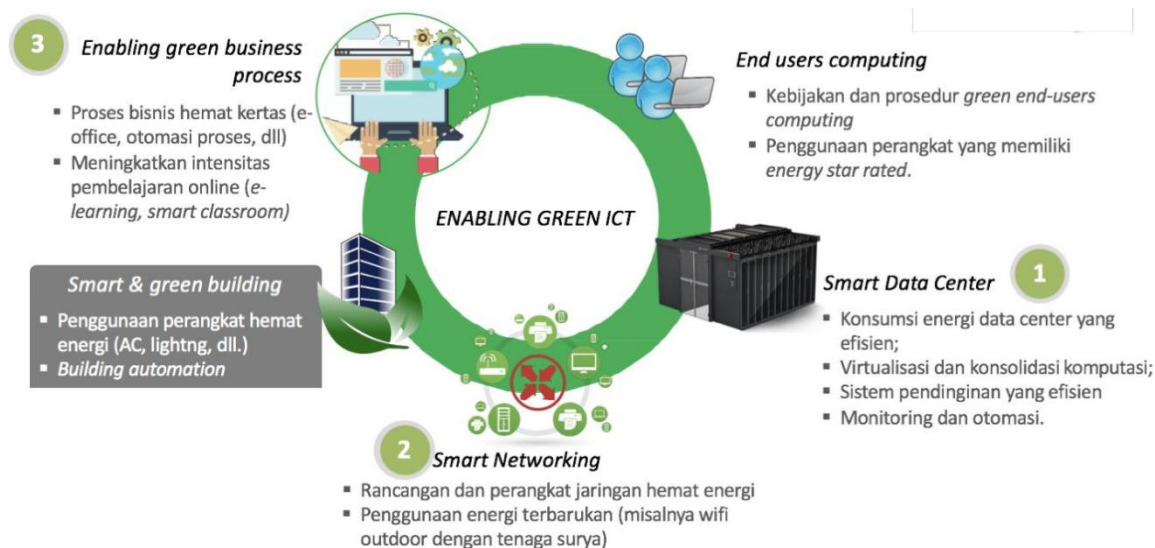 3
Enabling green business
process
▪ Proses bisnis hemat kertas (e-
office, otomasi proses, dll)
▪ Meningkatkan intensitas
pembelajaran online (e-
learning, smart classroom)
End users computing
▪ Kebijakan dan prosedur green end-users
computing
▪ Penggunaan perangkat yang memiliki
energy star rated.
ENABLING GREEN ICT
Smart & green building
▪ Penggunaan perangkat hemat
energi (AC, lightng, dll.)
▪ Building automation
Smart Data Center
1
▪ Konsumsi energi data center yang
efisien;
▪ Virtualisasi dan konsolidasi komputasi;
▪ Sistem pendinginan yang efisien
▪ Monitoring dan otomasi.
2
Smart Networking
▪ Rancangan dan perangkat jaringan hemat energi
▪ Penggunaan energi terbarukan (misalnya wifi
outdoor dengan tenaga surya)